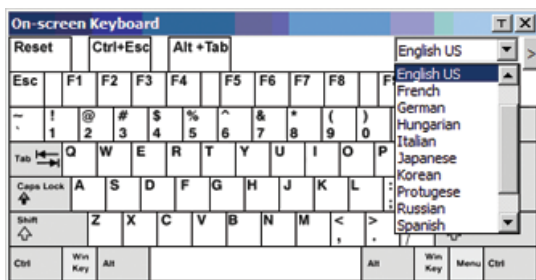 On-screen Keyboard T X
Reset Ctrl+Esc Alt +Tab English US >
Esc F1 F2 F3 F4 F5 F6 F7 F8 English US
French
German
~ ! @ # $ % ^ & * ( )
` 1 2 3 4 5 6 7 8 9 0
Hungarian
Italian
Tab Q W E R T Y U I O P
Japanese
Korean
Caps Lock A S D F G H J K L :
Protugese
Russian
Shift Z X C V B N M < >
, . /
Spanish
Ctrl Win Key Alt Alt Win Key Menu Ctrl